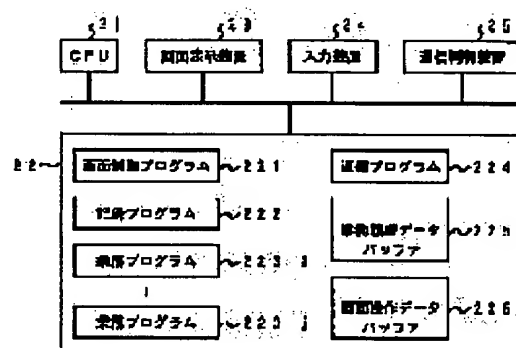 21 23 24 25
CPU 画面表示装置 入力装置 通信制御装置
22
画面制御プログラム 221 通信プログラム 224
記録プログラム 222
業務プログラム 223-1 データ 225
バッファ
業務プログラム 223-j 画面操作データ 226
バッファ